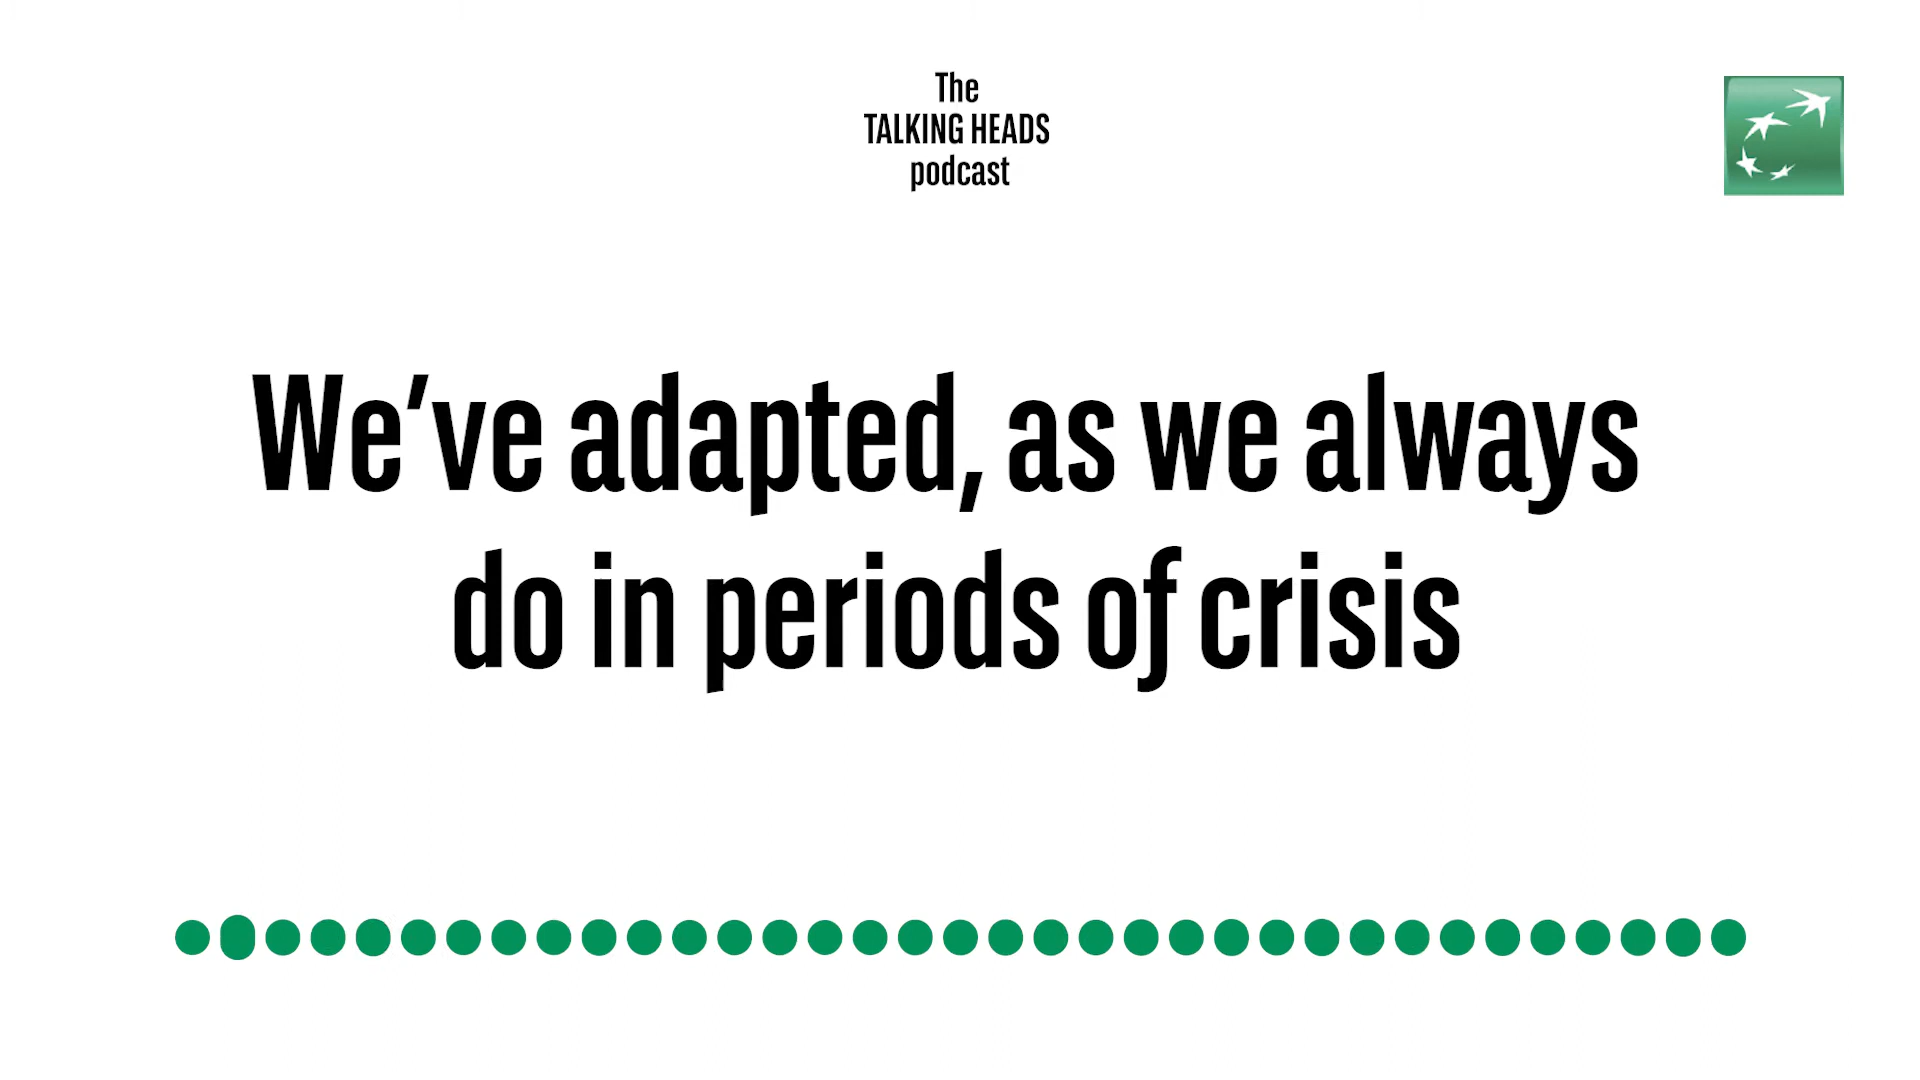 The
TALKING HEADS
podcast
We’ve adapted, as we always
do in periods of crisis